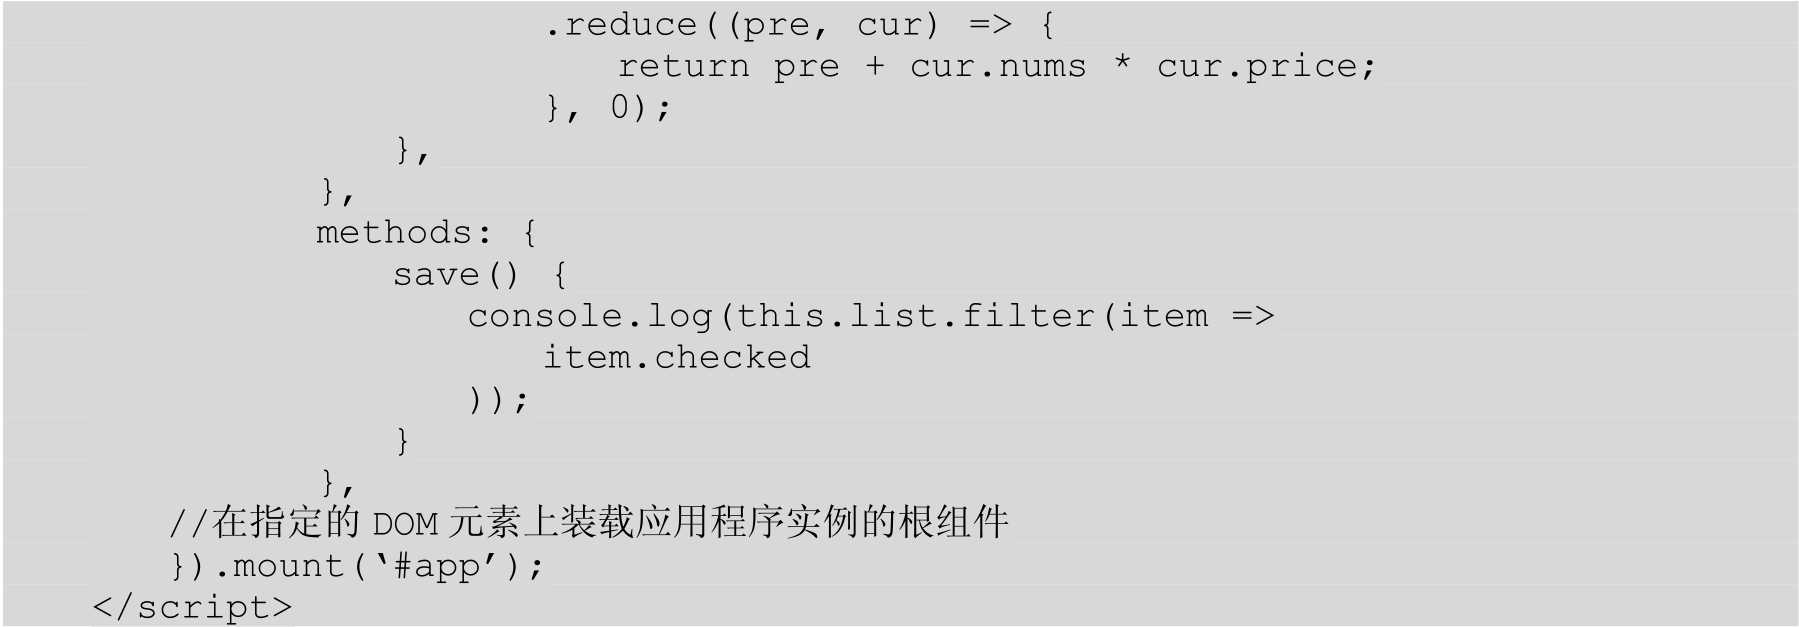 .reduce((pre, cur) => {
return pre + cur.nums * cur.price;
}, 0);
},
},
methods: {
save() {
console.log(this.list.filter(item =>
item.checked
));
}
},
//在指定的 DOM 元素上装载应用程序实例的根组件
}).mount(‘#app’);
</script>